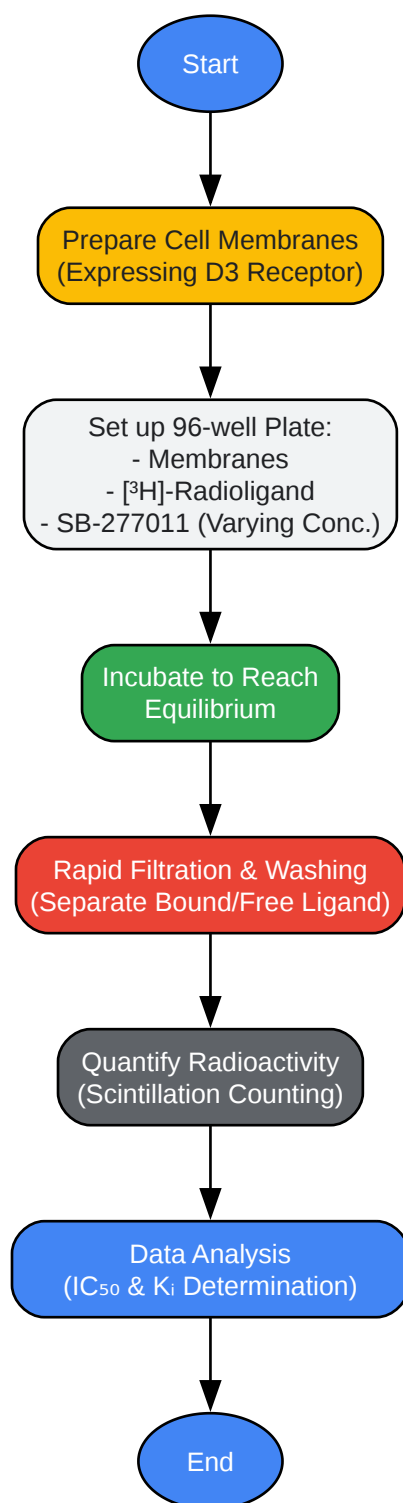 Start
Prepare Cell Membranes
(Expressing D3 Receptor)
Set up 96-well Plate:
- Membranes
- [³H]-Radioligand
- SB-277011 (Varying Conc.)
Incubate to Reach
Equilibrium
Rapid Filtration & Washing
(Separate Bound/Free Ligand)
Quantify Radioactivity
(Scintillation Counting)
Data Analysis
(IC₅₀ & Kᵢ Determination)
End